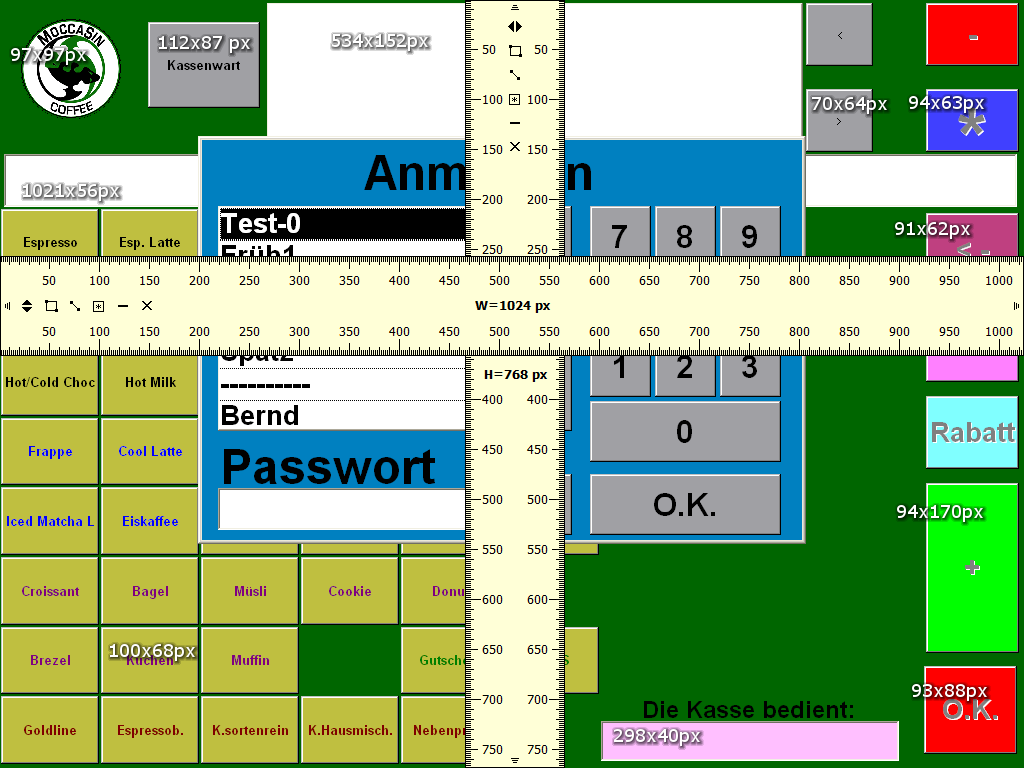 MOCCASIN
COFFEE
97x97px
112x87 px
Kassenwart
534x152px
<
-
70x64px
>
94x63px
*
1021x56px
Anm n
Test-0
Früh1
7 8 9
91x62px
<-
Espresso
Esp. Latte
50 50
100 100
150 150
200 200
250 250
50 100 150 200 250 300 350 400 450 500 550 600 650 700 750 800 850 900 950 1000
W=1024 px
50 100 150 200 250 300 350 400 450 500 550 600 650 700 750 800 850 900 950 1000
Spät2
----------
Bernd
H=768 px
1 2 3
0
Passwort
O.K.
400 400
450 450
500 500
550 550
600 600
650 650
700 700
750 750
Hot/Cold Choc
Hot Milk
Frappe
Cool Latte
Iced Matcha L
Eiskaffee
Croissant
Bagel
Müsli
Cookie
Donu
Brezel
Kuchen
100x68px
Muffin
Gutsche
S
Goldline
Espressob.
K.sortenrein
K.Hausmisch.
Nebenpr
Rabatt
94x170px
+
93x88px
O.K.
Die Kasse bedient:
298x40px